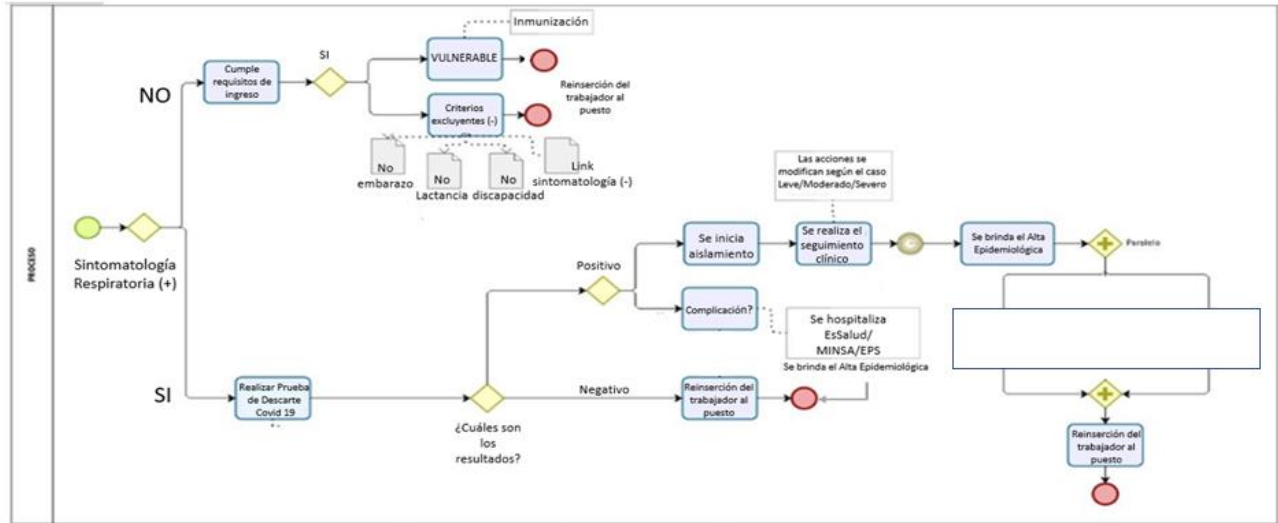 PROCESO
Sintomatología
Respiratoria (+)
NO
Cumple
requisitos de
ingreso
SI
VULNERABLE
Inmunización
Criterios
excluyentes (-)
Reinserción del
trabajador al
puesto
No
embarazo
No
Lactancia
No
discapacidad
Link
sintomatología (-)
SI
Realizar Prueba
de Descarte
Covid 19
¿Cuáles son
los
resultados?
Positivo
Se inicia
aislamiento
Las acciones se
modifican según el caso
Leve/Moderado/Severo
Se realiza el
seguimiento
clínico
Se brinda el Alta
Epidemiológica
Paralelo
Complicación?
Se hospitaliza
EsSalud/
MINSA/EPS
Se brinda el Alta Epidemiológica
Negativo
Reinserción del
trabajador al
puesto
Reinserción del
trabajador al
puesto